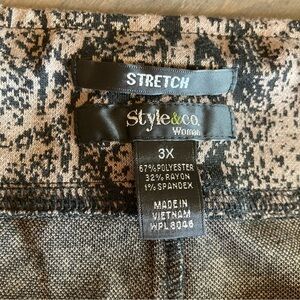 STRETCH
Style&co.
Woman
3X
67%POLYESTER
32%RAYON
1%SPANDEX
MADE IN
VIETNAM
WPL8046